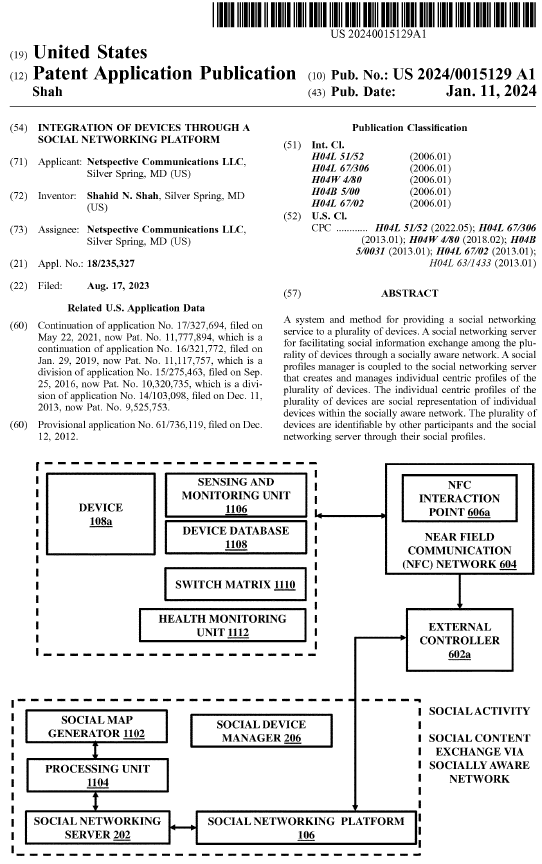 US 20240015129A1
(19) United States
(12) Patent Application Publication (10) Pub. No.: US 2024/0015129 A1
Shah (43) Pub. Date: Jan. 11, 2024
(54) INTEGRATION OF DEVICES THROUGH A
SOCIAL NETWORKING PLATFORM
(71) Applicant: Netspective Communications LLC,
Silver Spring, MD (US)
(72) Inventor: Shahid N. Shah, Silver Spring, MD
(US)
(73) Assignee: Netspective Communications LLC,
Silver Spring, MD (US)
(21) Appl. No.: 18/235,327
(22) Filed: Aug. 17, 2023
Related U.S. Application Data
(60) Continuation of application No. 17/327,694, filed on
May 22, 2021, now Pat. No. 11,777,894, which is a
continuation of application No. 16/321,772, filed on
Jan. 29, 2019, now Pat. No. 11,117,757, which is a
division of application No. 15/275,463, filed on Sep.
25, 2016, now Pat. No. 10,320,735, which is a divi-
sion of application No. 14/103,098, filed on Dec. 11,
2013, now Pat. No. 9,525,753.
(60) Provisional application No. 61/736,119, filed on Dec.
12, 2012.
Publication Classification
(51) Int. Cl.
H04L 51/52 (2006.01)
H04L 67/306 (2006.01)
H04W 4/80 (2006.01)
H04B 5/00 (2006.01)
H04L 67/02 (2006.01)
(52) U.S. Cl.
CPC ........... H04L 51/52 (2022.05); H04L 67/306
(2013.01); H04W 4/80 (2018.02); H04B
5/0031 (2013.01); H04L 67/02 (2013.01);
H04L 63/1433 (2013.01)
(57) ABSTRACT
A system and method for providing a social networking
service to a plurality of devices. A social networking server
for facilitating social information exchange among the plu-
rality of devices through a socially aware network. A social
profiles manager is coupled to the social networking server
that creates and manages individual centric profiles of the
plurality of devices. The individual centric profiles of the
plurality of devices are social representation of individual
devices within the socially aware network. The plurality of
devices are identifiable by other participants and the social
networking server through their social profiles.
DEVICE
108a
SENSING AND
MONITORING UNIT
1106
DEVICE DATABASE
1108
SWITCH MATRIX 1110
HEALTH MONITORING
UNIT 1112
NFC
INTERACTION
POINT 606a
NEAR FIELD
COMMUNICATION
(NFC) NETWORK 604
EXTERNAL
CONTROLLER
602a
SOCIAL MAP
GENERATOR 1102
SOCIAL DEVICE
MANAGER 206
PROCESSING UNIT
1104
SOCIAL NETWORKING
SERVER 202
SOCIAL NETWORKING PLATFORM
106
SOCIAL ACTIVITY
SOCIAL CONTENT
EXCHANGE VIA
SOCIALLY AWARE
NETWORK